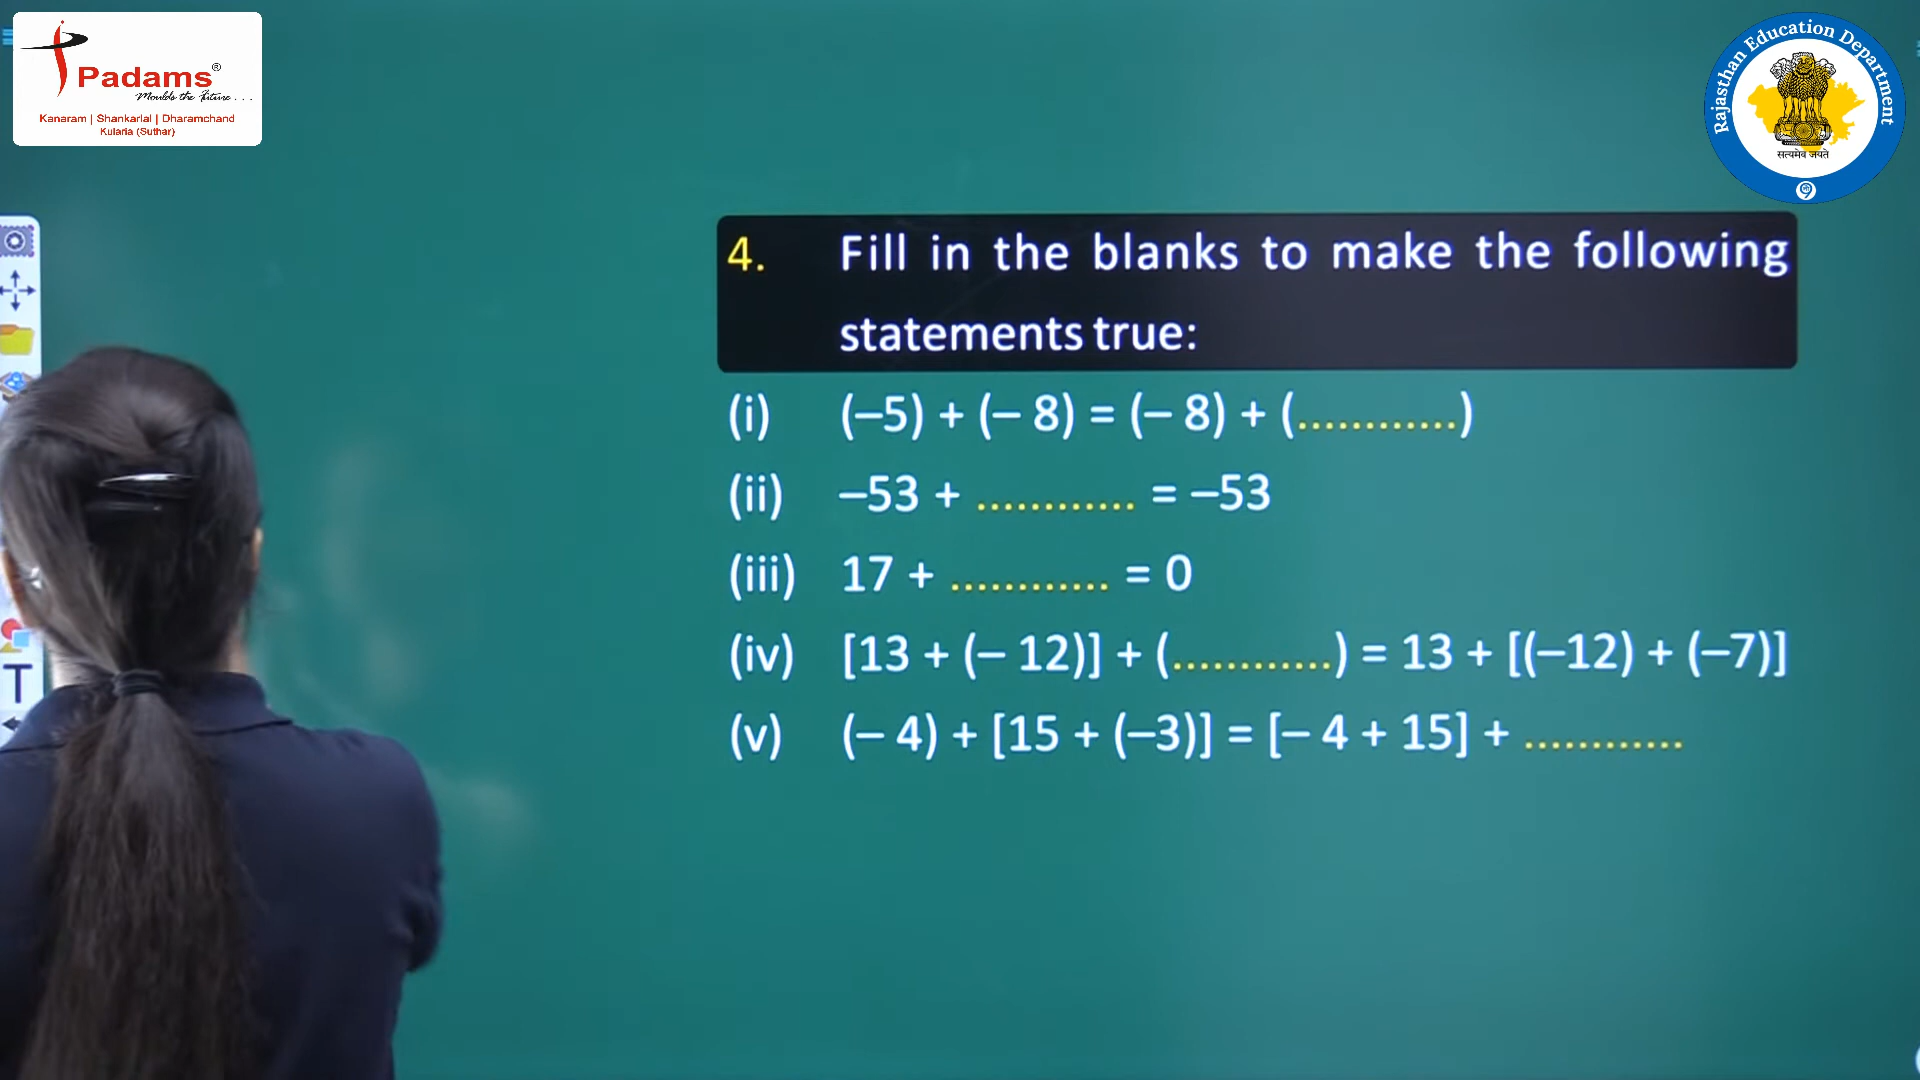 Padams®
Moulds the Future . . .
Kanaram | Shankarlal | Dharamchand
Kularia (Suthar)
Rajasthan Education Department
सत्यमेव जयते
4. Fill in the blanks to make the following
statements true:
(i) (–5) + (– 8) = (– 8) + (............)
(ii) –53 + ............ = –53
(iii) 17 + ............ = 0
(iv) [13 + (– 12)] + (............) = 13 + [(–12) + (–7)]
(v) (– 4) + [15 + (–3)] = [– 4 + 15] + ............
T